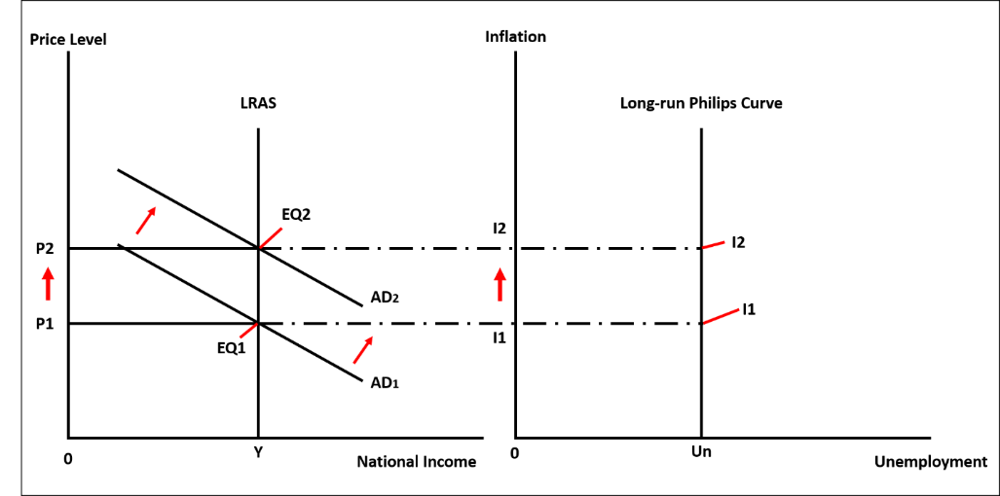 Price Level
LRAS
EQ2
P2
P1
EQ1
AD2
AD1
0
Y
National Income
Inflation
Long-run Philips Curve
I2
I2
I1
I1
0
Un
Unemployment